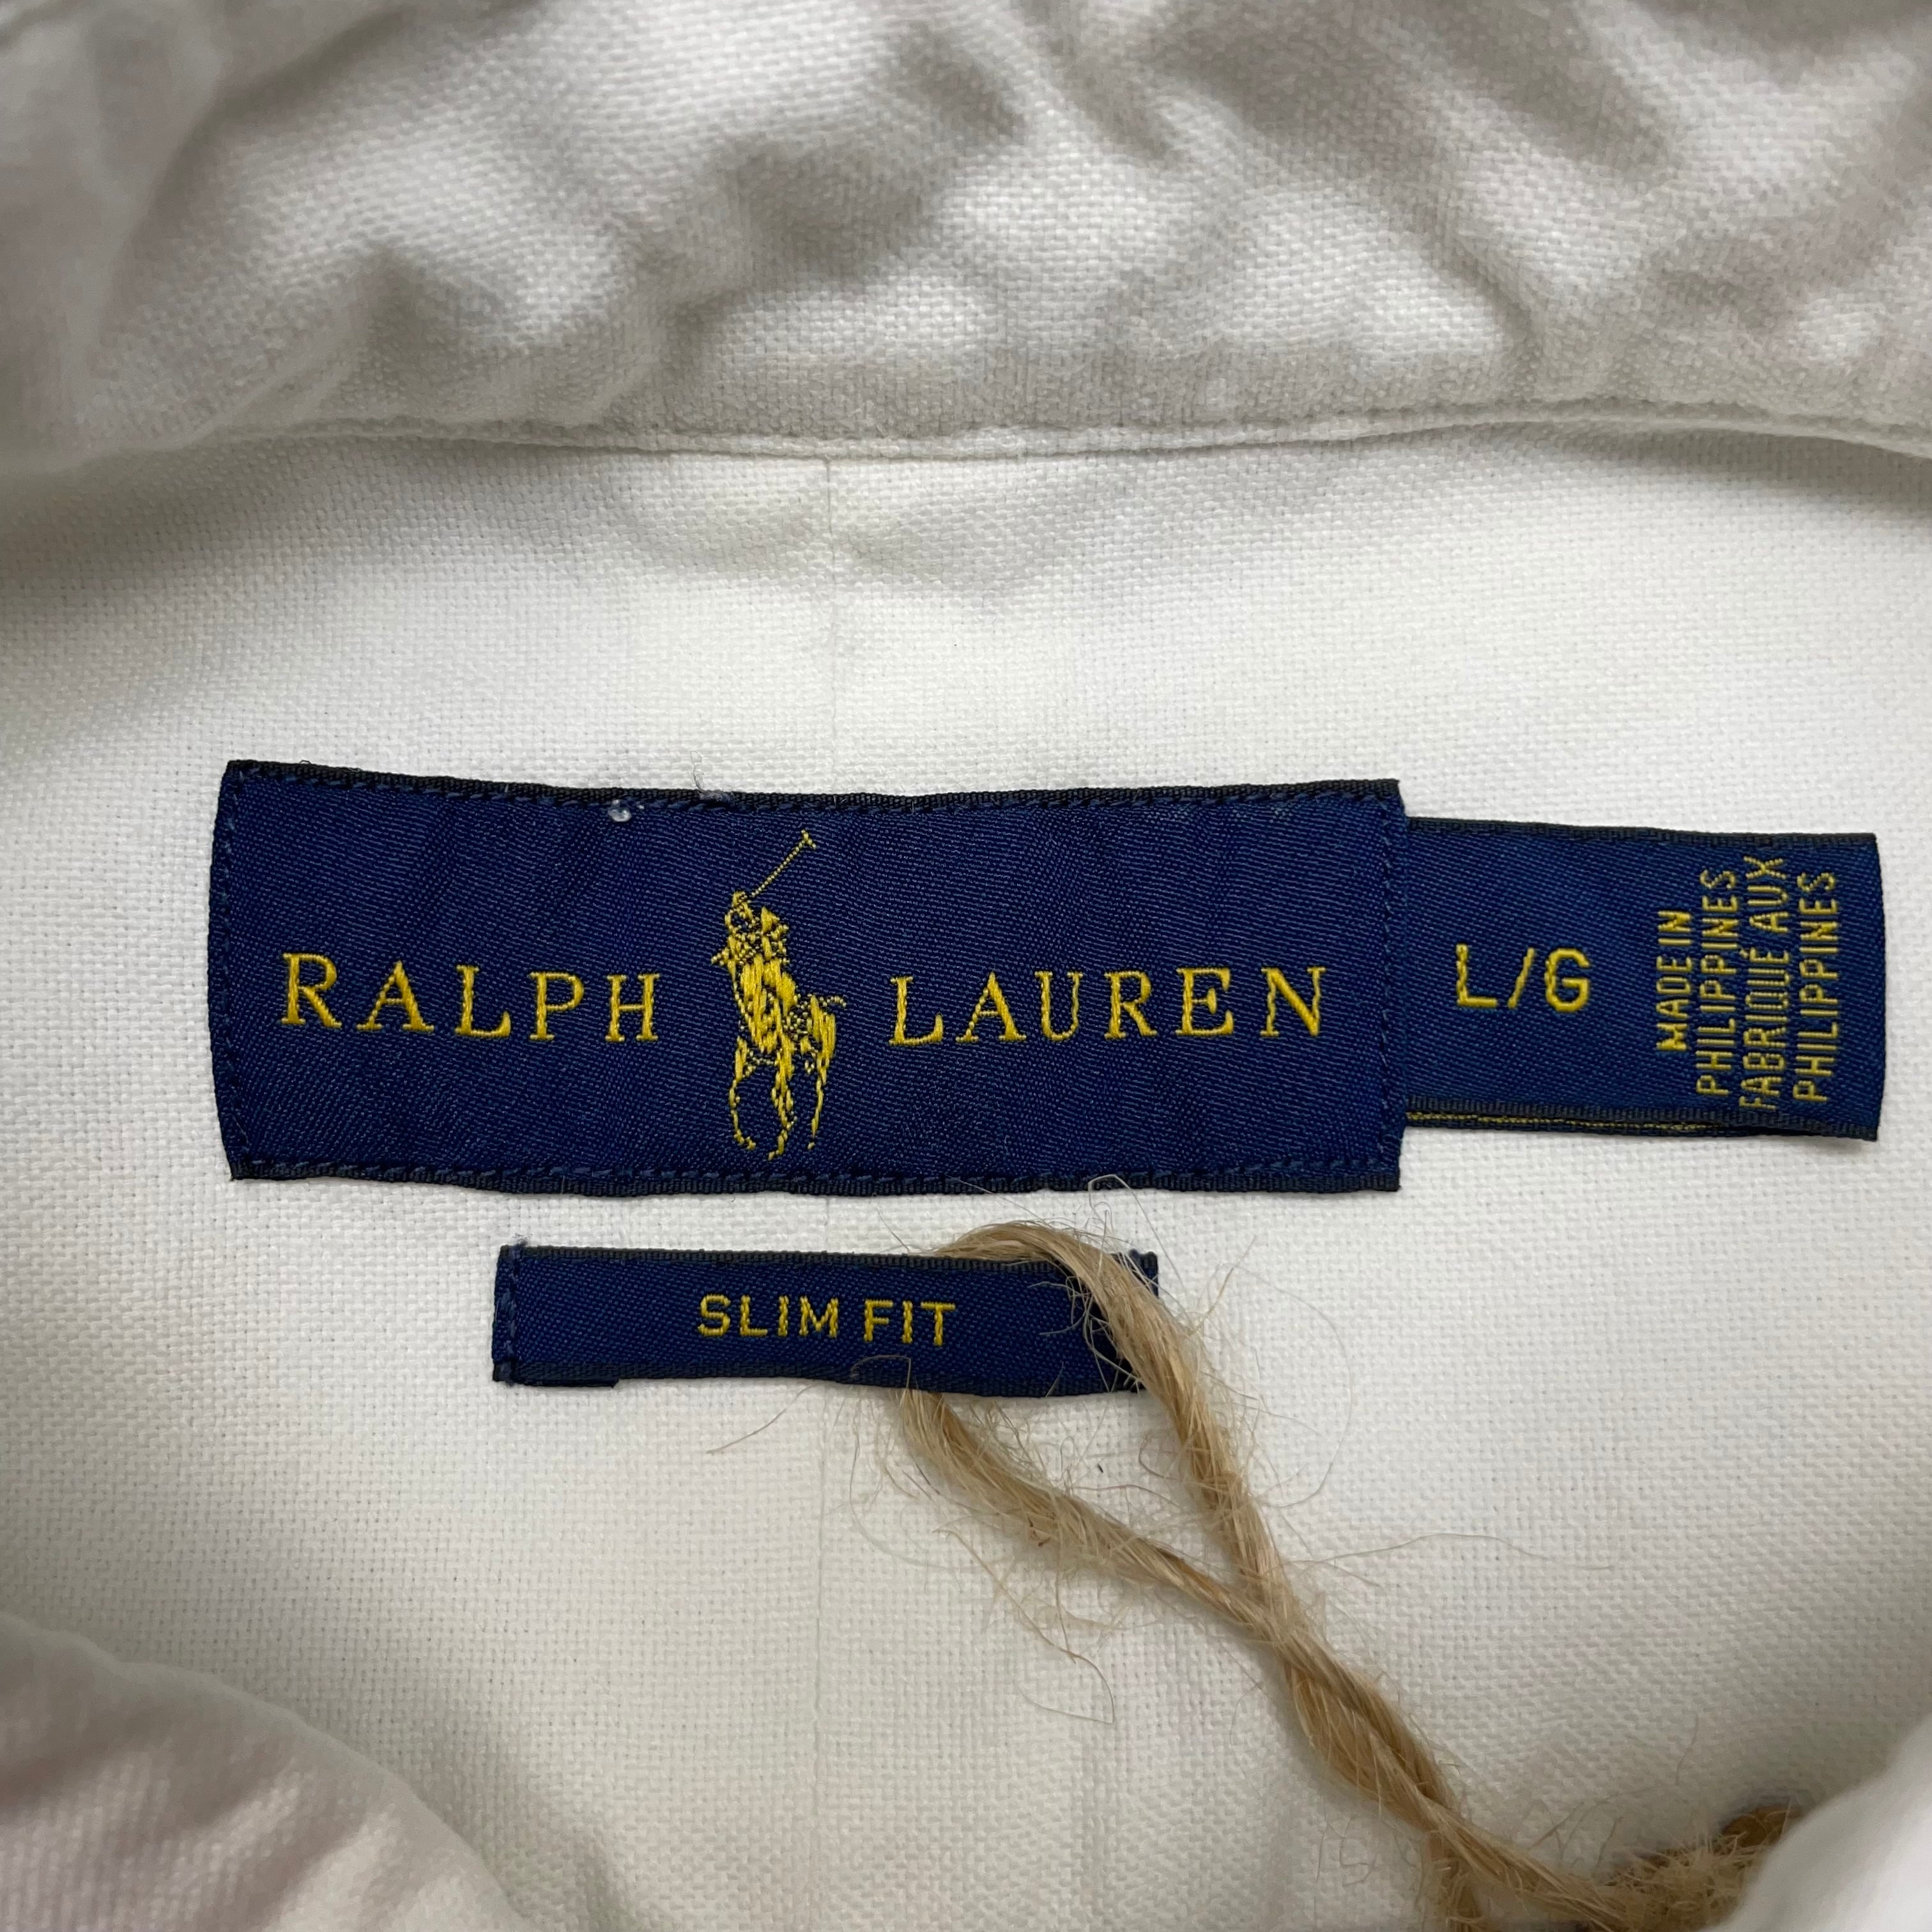 RALPH LAUREN
L/G
MADE IN
PHILIPPINES
FABRIQUÉ AUX
PHILIPPINES
SLIM FIT